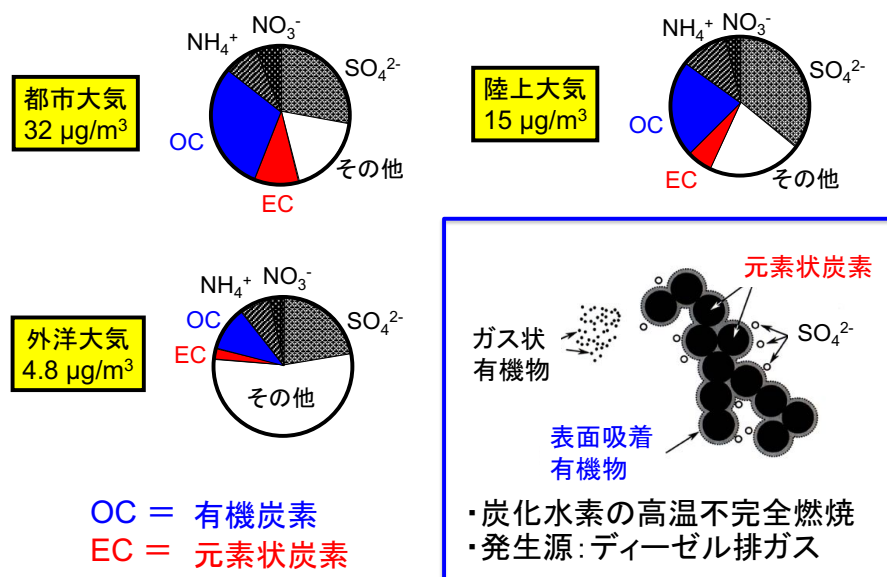 都市大気
32 μg/m³
NH₄⁺
NO₃⁻
SO₄²⁻
OC
EC
その他
陸上大気
15 μg/m³
NH₄⁺
NO₃⁻
SO₄²⁻
OC
EC
その他
外洋大気
4.8 μg/m³
NH₄⁺
NO₃⁻
SO₄²⁻
OC
EC
その他
OC = 有機炭素
EC = 元素状炭素
元素状炭素
ガス状
有機物
SO₄²⁻
表面吸着
有機物
・炭化水素の高温不完全燃焼
・発生源:ディーゼル排ガス